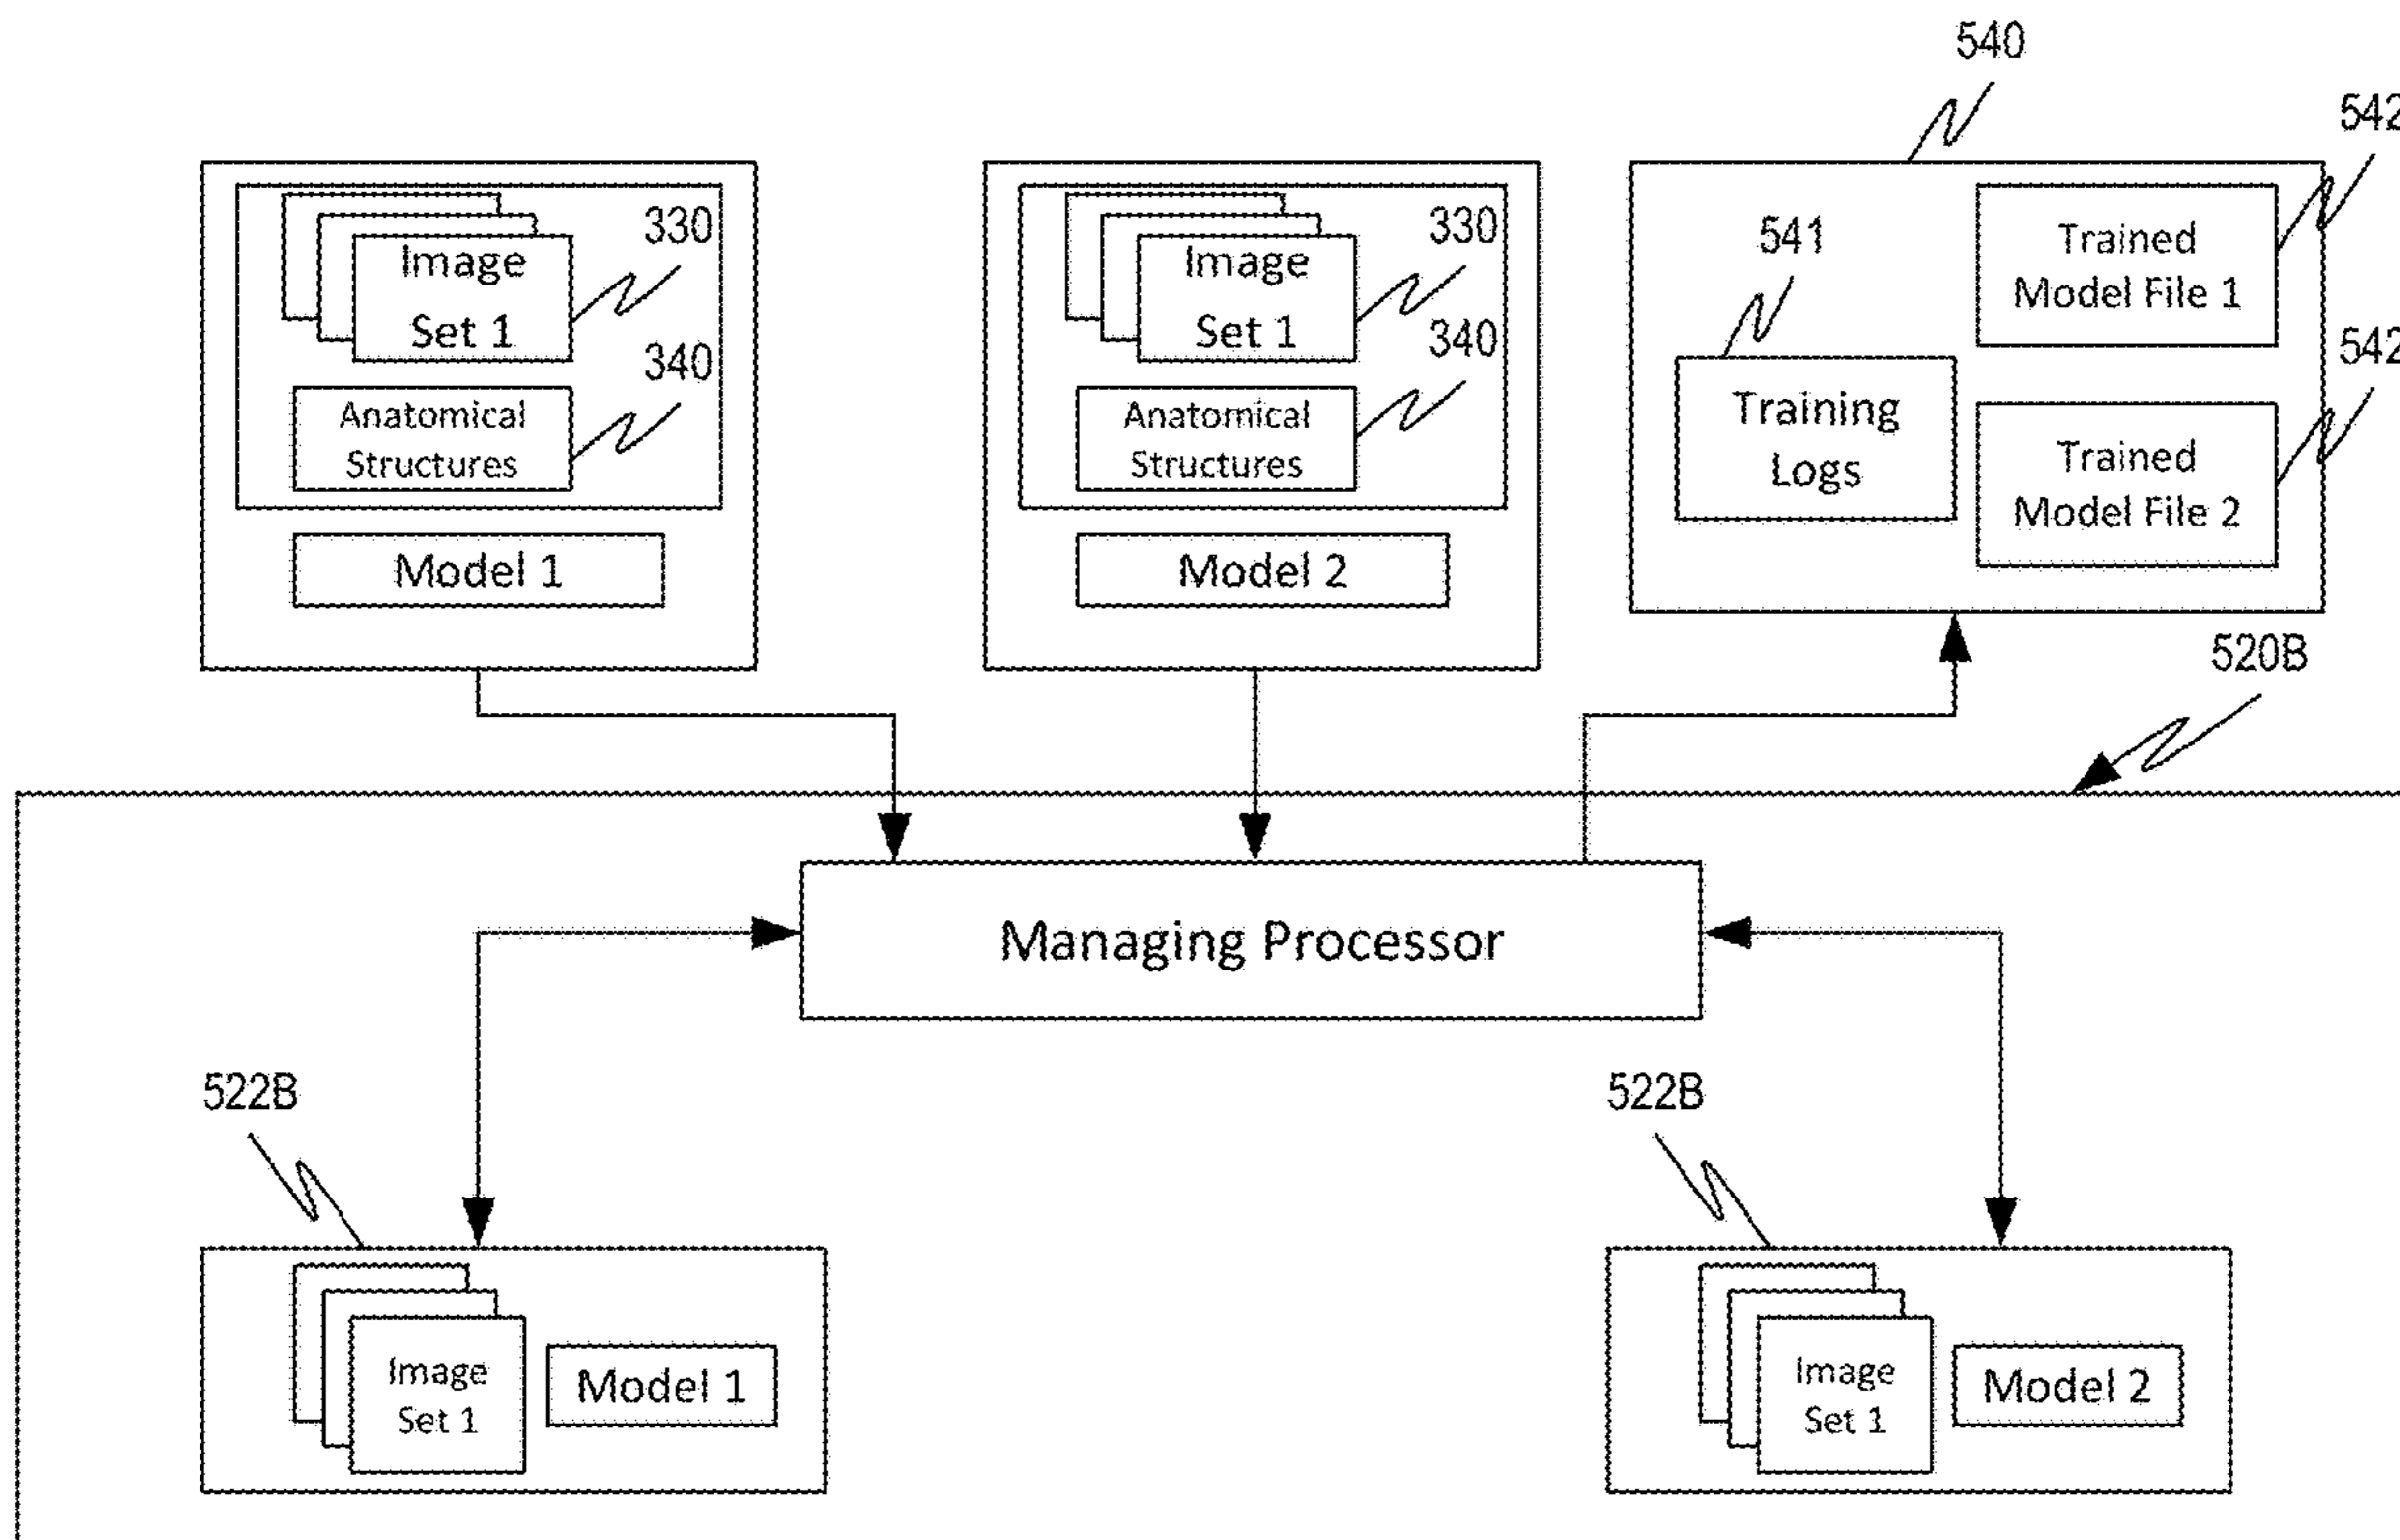 540
542
330
Image
Set 1
340
Anatomical
Structures
Model 1
330
Image
Set 1
340
Anatomical
Structures
Model 2
541
Training
Logs
Trained
Model File 1
542
Trained
Model File 2
520B
Managing Processor
522B
Image
Set 1
Model 1
522B
Image
Set 1
Model 2